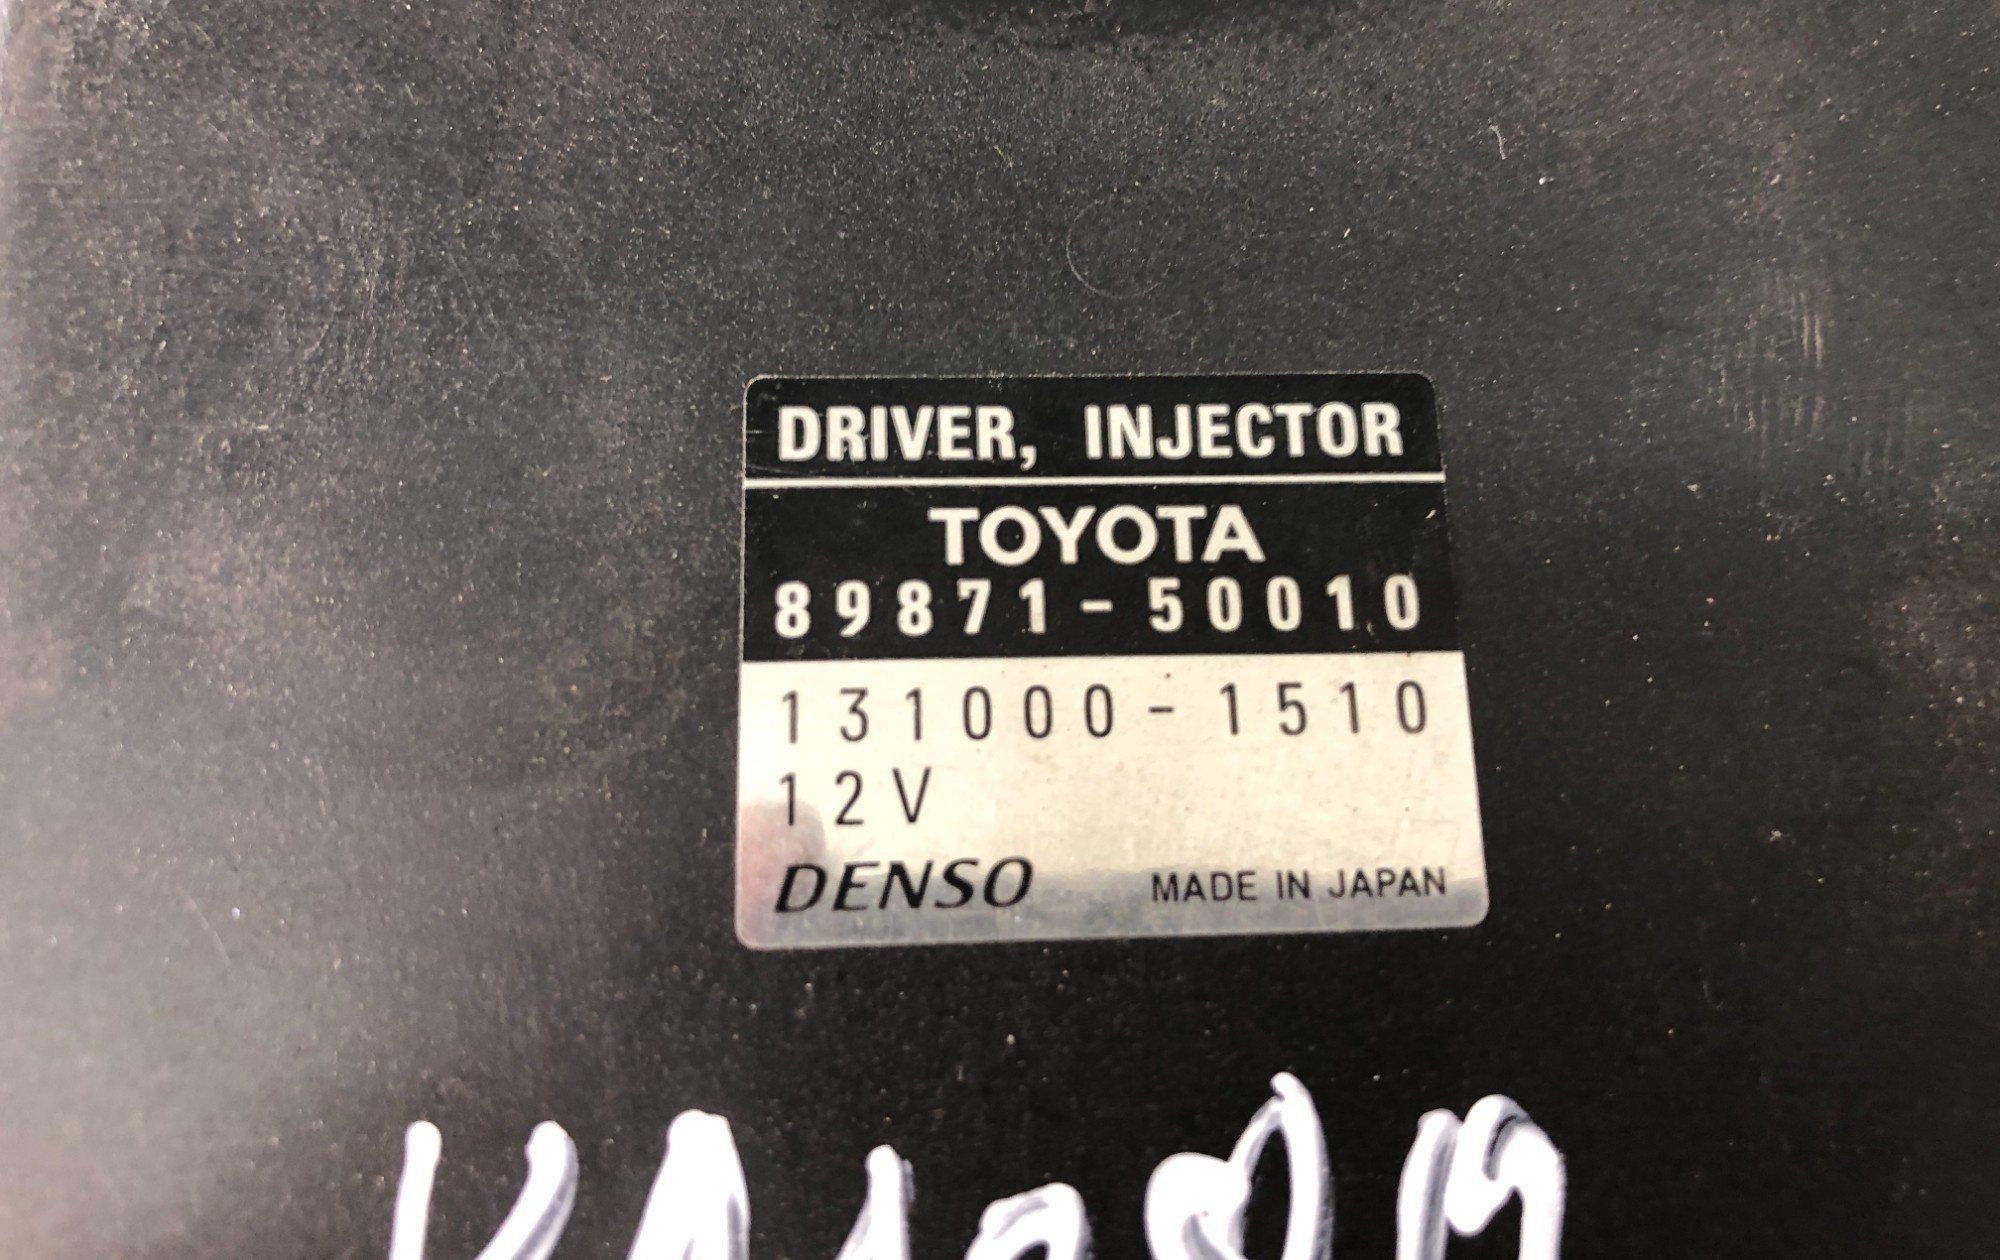 DRIVER, INJECTOR
TOYOTA
89871-50010
131000-1510
12V
DENSO MADE IN JAPAN